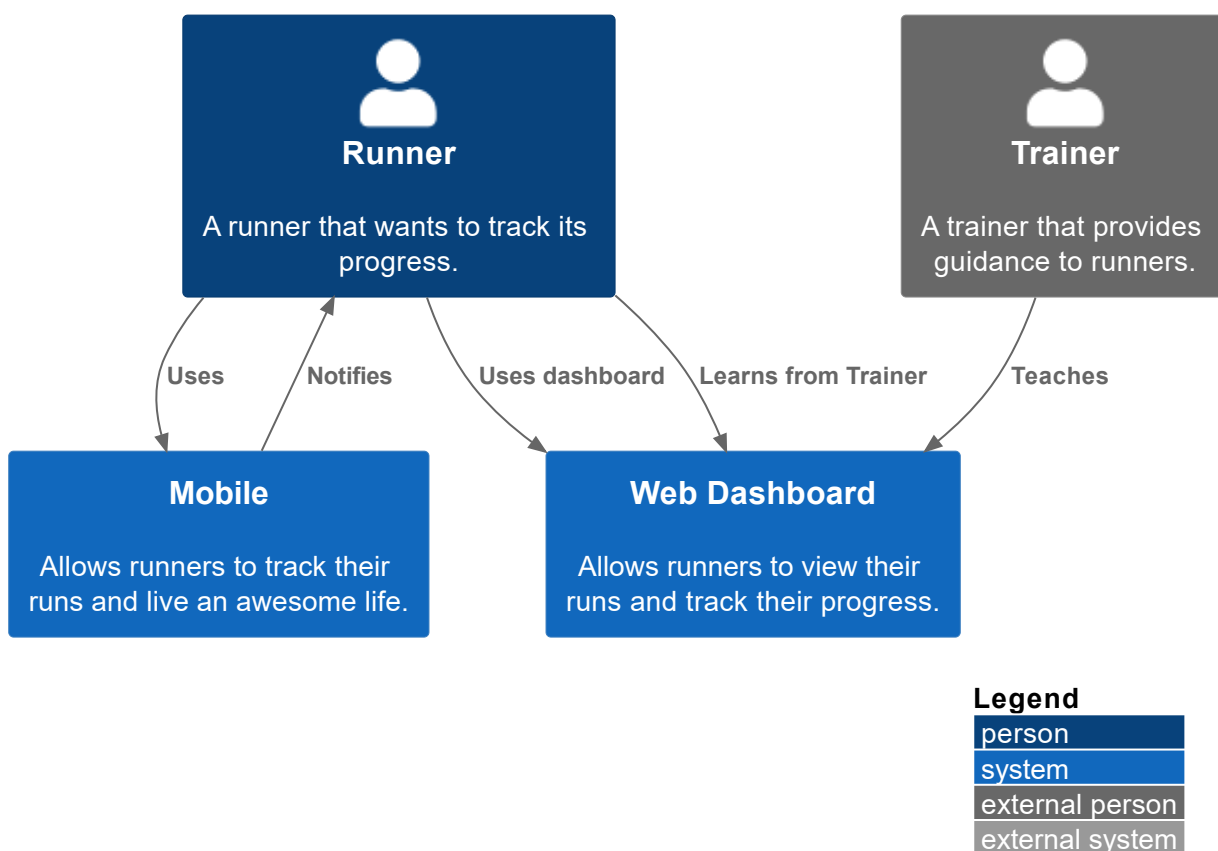 Runner
A runner that wants to track its
progress.
Trainer
A trainer that provides
guidance to runners.
Uses
Notifies
Uses dashboard
Learns from Trainer
Teaches
Mobile
Allows runners to track their
runs and live an awesome life.
Web Dashboard
Allows runners to view their
runs and track their progress.
Legend
person
system
external person
external system